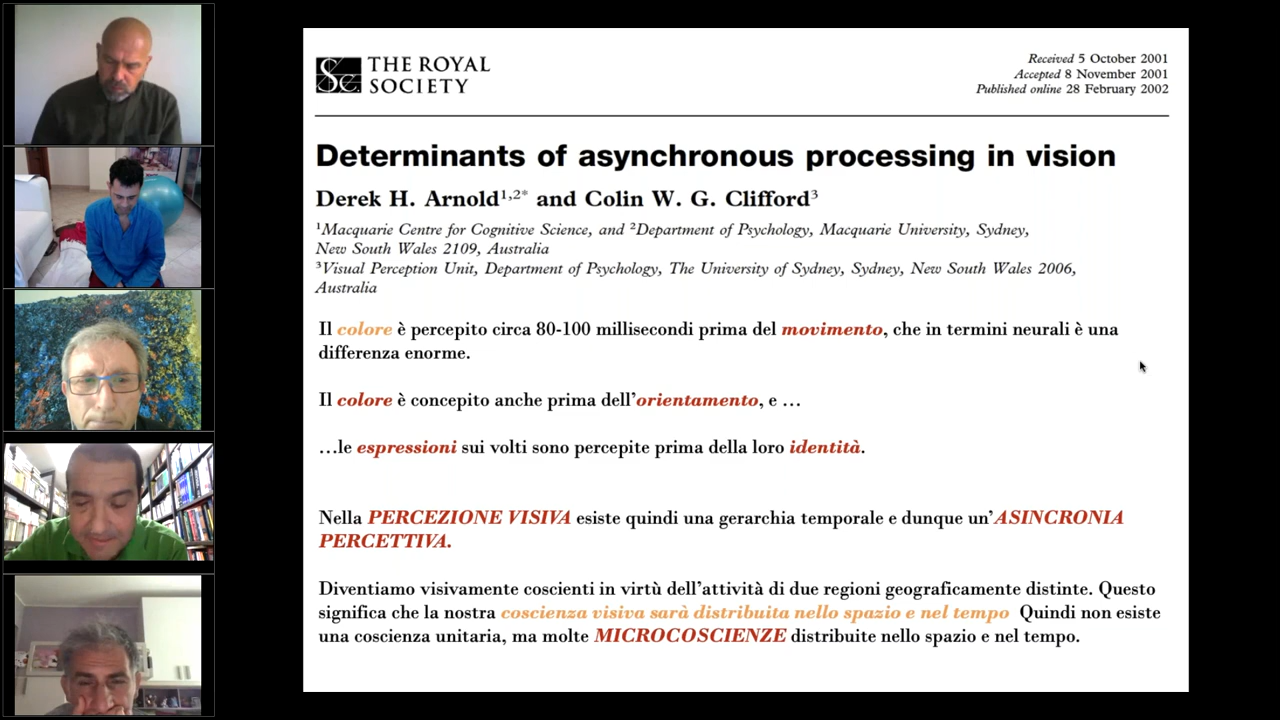 THE ROYAL
SOCIETY
Received 5 October 2001
Accepted 8 November 2001
Published online 28 February 2002
Determinants of asynchronous processing in vision
Derek H. Arnold1,2* and Colin W. G. Clifford3
1Macquarie Centre for Cognitive Science, and 2Department of Psychology, Macquarie University, Sydney,
New South Wales 2109, Australia
3Visual Perception Unit, Department of Psychology, The University of Sydney, Sydney, New South Wales 2006,
Australia
Il colore è percepito circa 80-100 millisecondi prima del movimento, che in termini neurali è una
differenza enorme.
Il colore è concepito anche prima dell'orientamento, e …
…le espressioni sui volti sono percepite prima della loro identità.
Nella PERCEZIONE VISIVA esiste quindi una gerarchia temporale e dunque un'ASINCRONIA
PERCETTIVA.
Diventiamo visivamente coscienti in virtù dell'attività di due regioni geograficamente distinte. Questo
significa che la nostra coscienza visiva sarà distribuita nello spazio e nel tempo Quindi non esiste
una coscienza unitaria, ma molte MICROCOSCIENZE distribuite nello spazio e nel tempo.